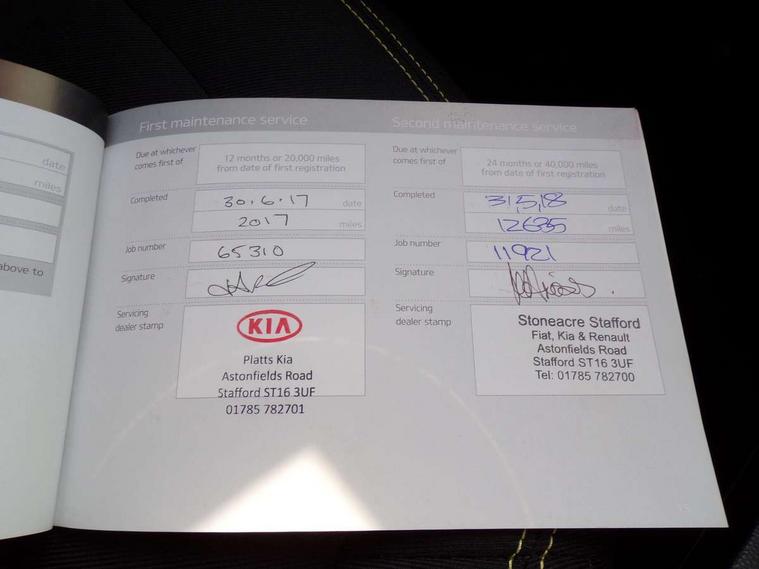 date
miles
above to
First maintenance service
Due at whichever
comes first of
12 months or 20,000 miles
from date of first registration
Completed
30.6.17 date
2017 miles
Job number
65310
Signature
Servicing
dealer stamp
KIA
Platts Kia
Astonfields Road
Stafford ST16 3UF
01785 782701
Second maintenance service
Due at whichever
comes first of
24 months or 40,000 miles
from date of first registration
Completed
315,18 date
12635 miles
Job number
11921
Signature
Servicing
dealer stamp
Stoneacre Stafford
Fiat, Kia & Renault
Astonfields Road
Stafford ST16 3UF
Tel: 01785 782700